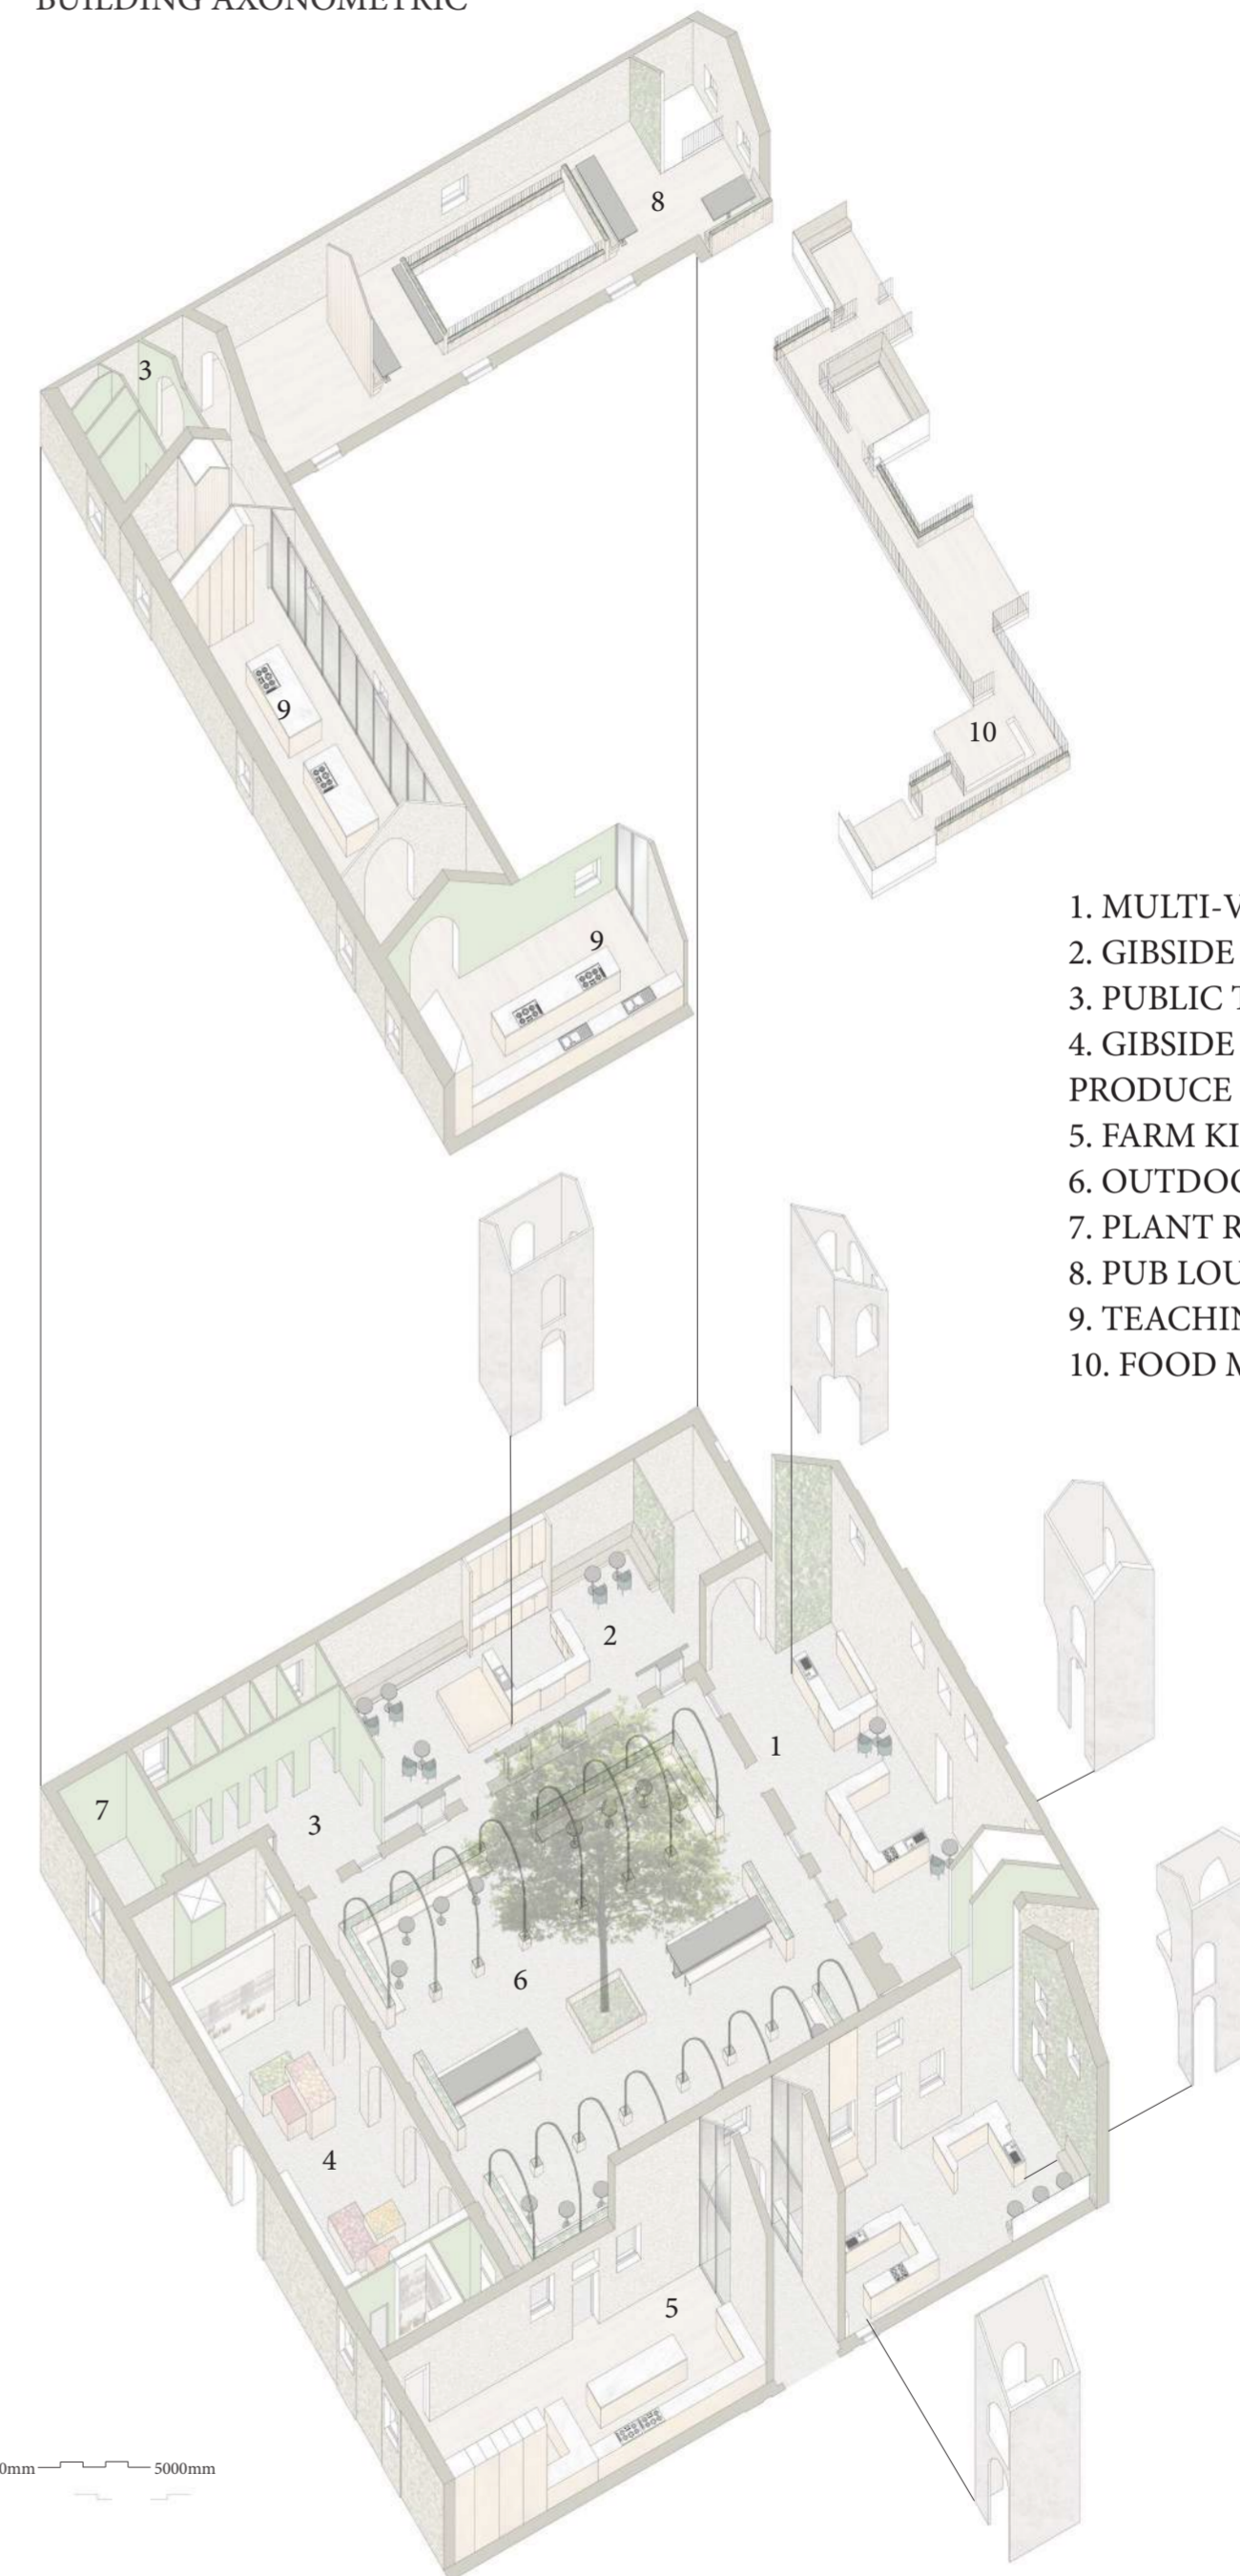 BUILDING AXONOMETRIC
8
3
9
10
9
1. MULTI-V
2. GIBSIDE
3. PUBLIC T
4. GIBSIDE
PRODUCE
5. FARM KI
6. OUTDOO
7. PLANT R
8. PUB LOU
9. TEACHIN
10. FOOD M
2
1
7
3
6
4
5
0mm
5000mm